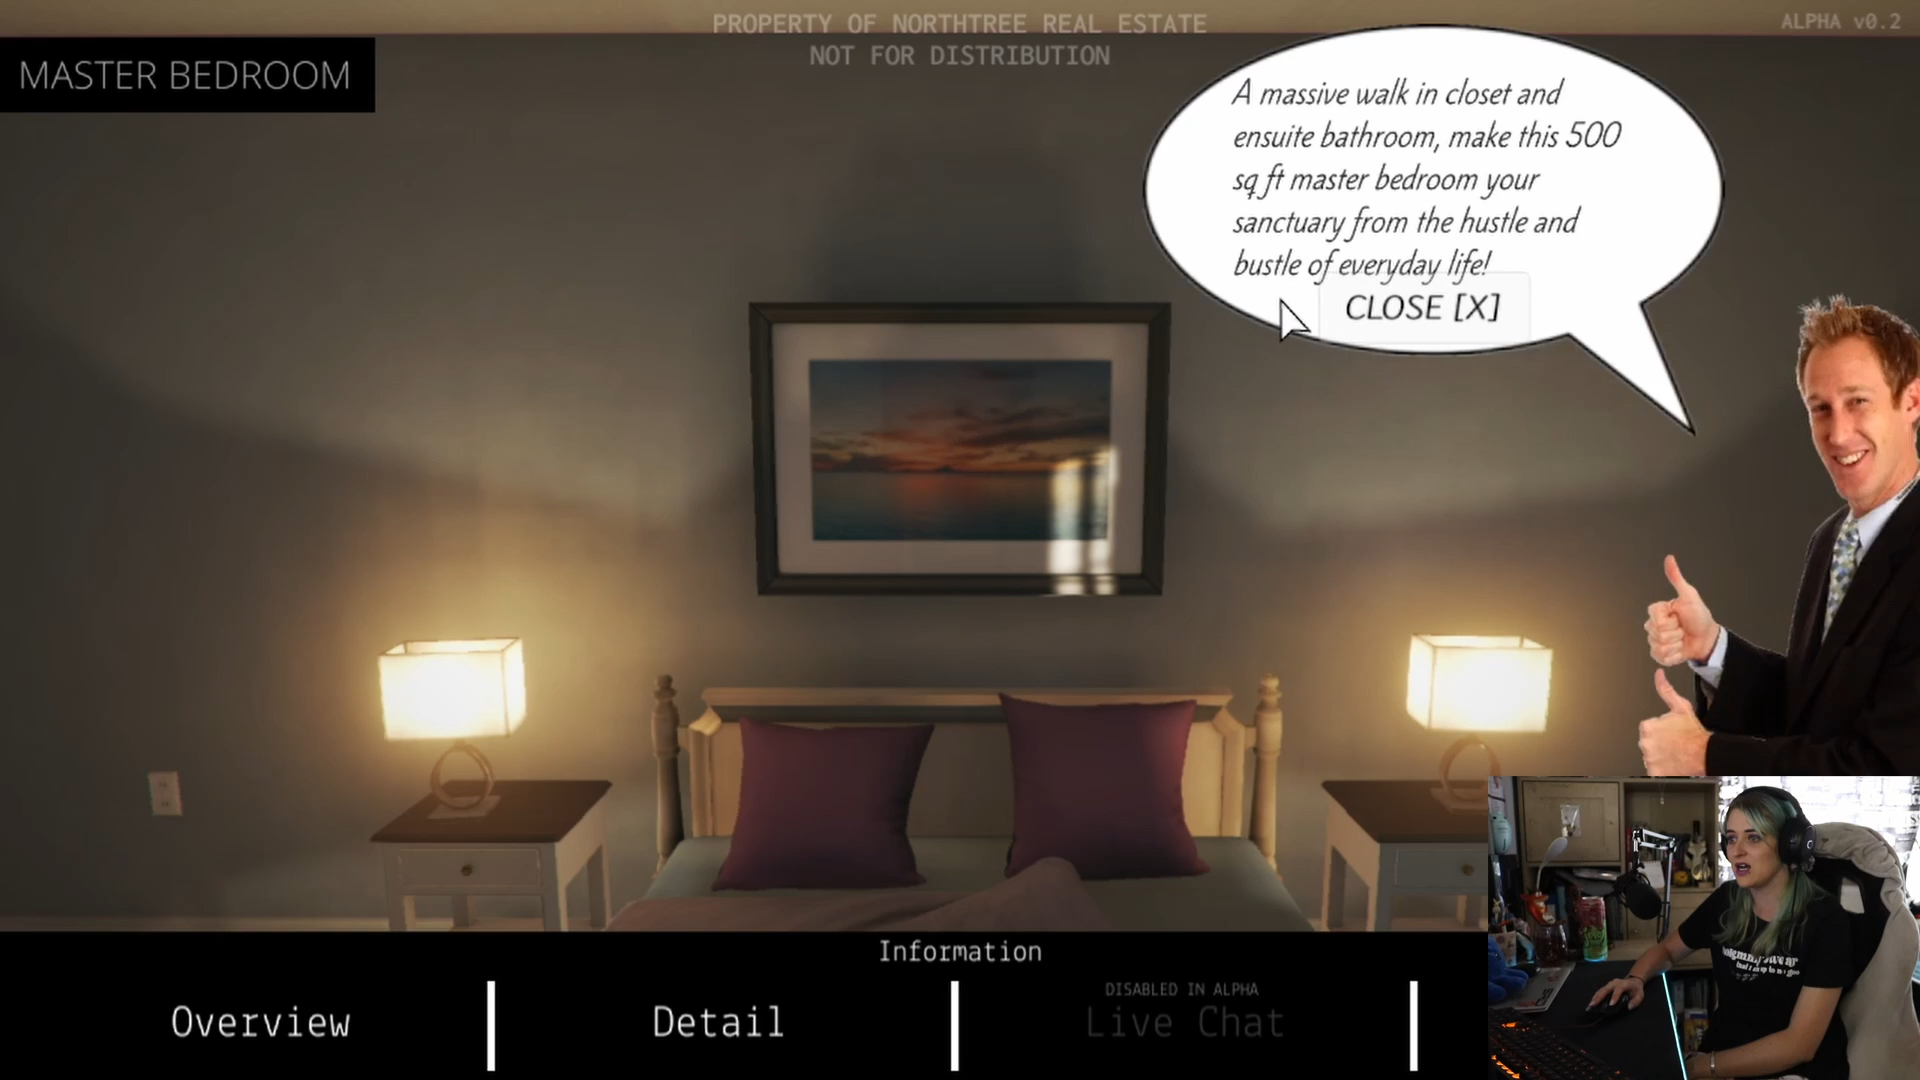 PROPERTY OF NORTHTREE REAL ESTATE
NOT FOR DISTRIBUTION
ALPHA v0.2
MASTER BEDROOM
A massive walk in closet and
ensuite bathroom, make this 500
sq ft master bedroom your
sanctuary from the hustle and
bustle of everyday life!
CLOSE [X]
Information
Overview
Detail
DISABLED IN ALPHA
Live Chat